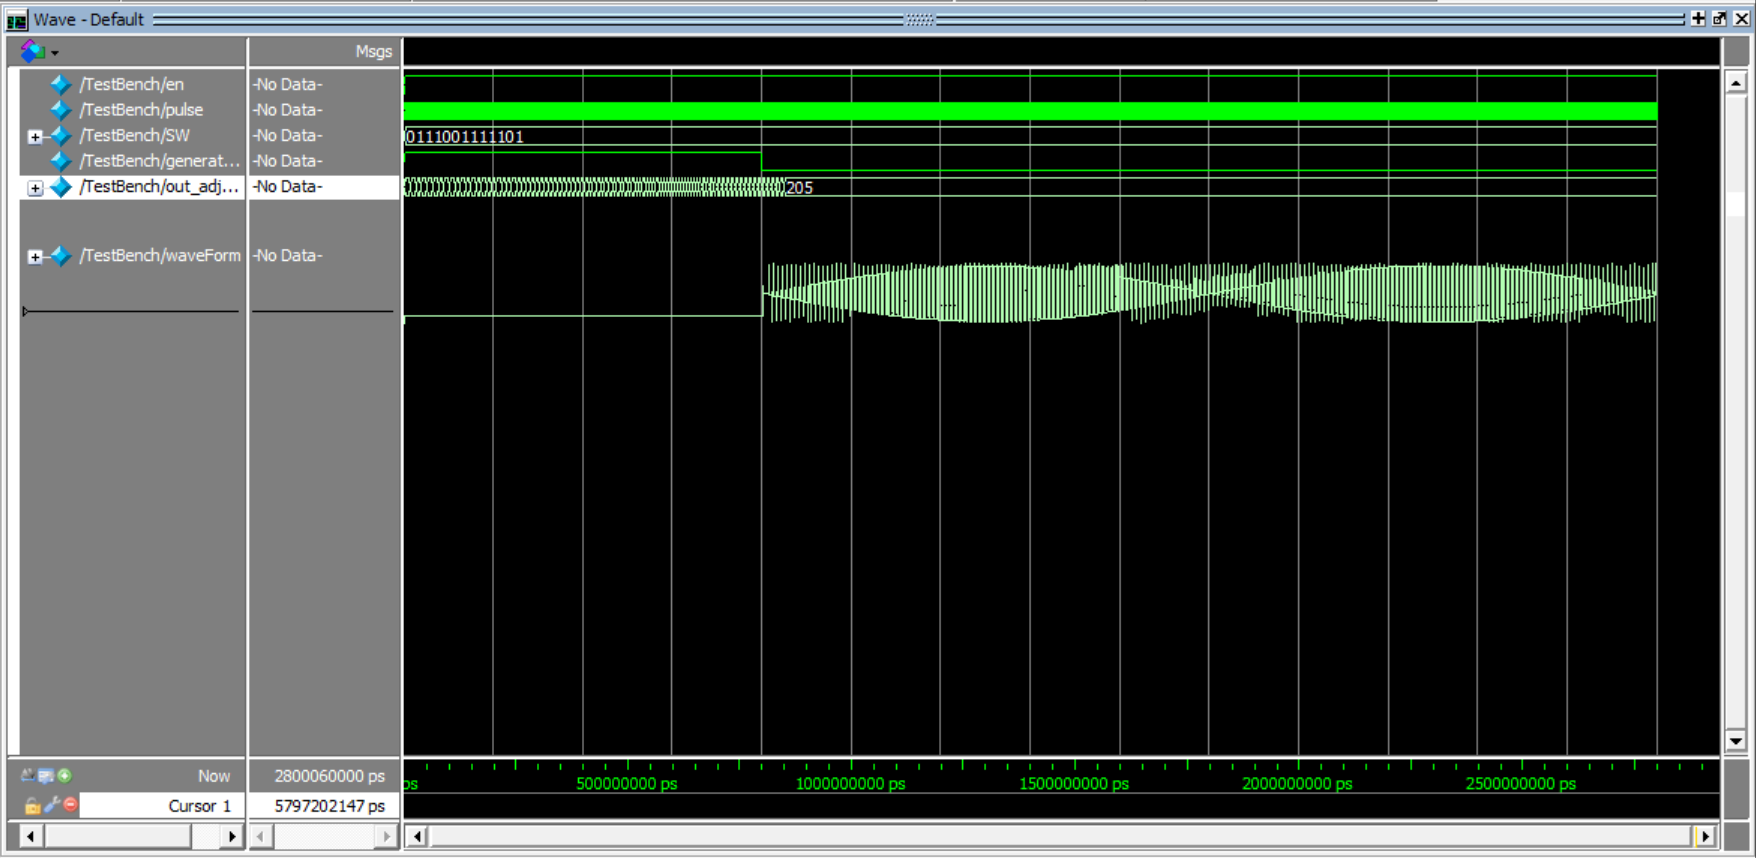 Wave - Default
Msgs
/TestBench/en -No Data-
/TestBench/pulse -No Data-
/TestBench/SW -No Data- 0111001111101
/TestBench/generat... -No Data-
/TestBench/out_adj... -No Data- 205
/TestBench/waveForm -No Data-
Now 2800060000 ps ps 500000000 ps 1000000000 ps 1500000000 ps 2000000000 ps 2500000000 ps
Cursor 1 5797202147 ps